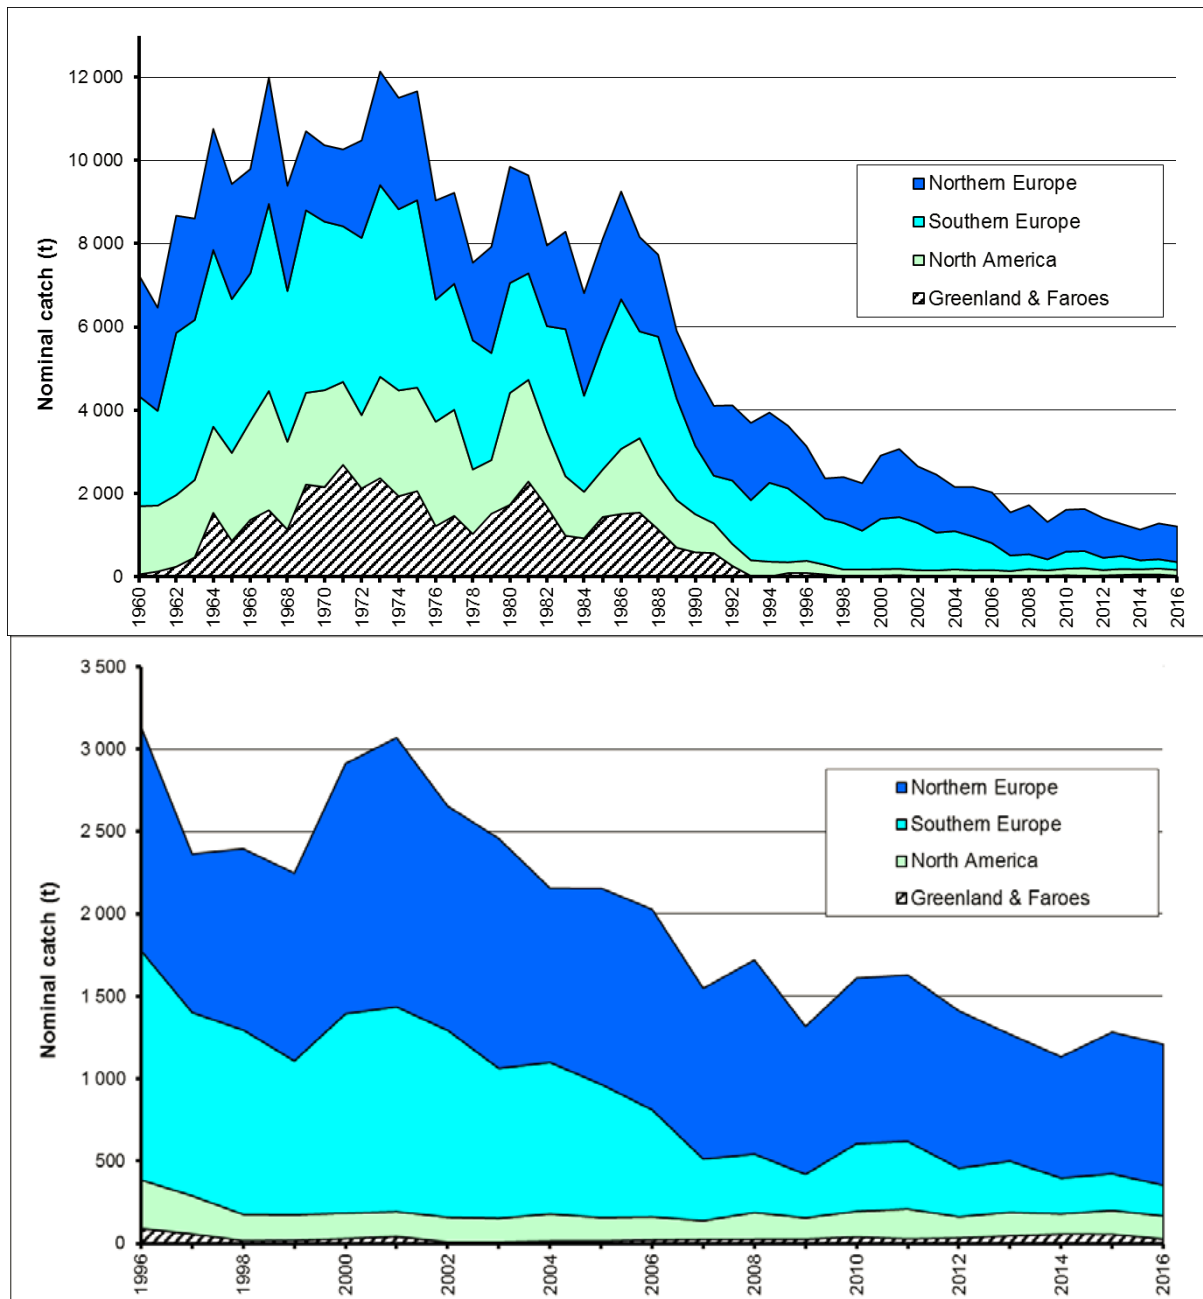 12 000
10 000
8 000
6 000
4 000
2 000
0
Nominal catch (t)
Northern Europe
Southern Europe
North America
Greenland & Faroes
1960 1962 1964 1966 1968 1970 1972 1974 1976 1978 1980 1982 1984 1986 1988 1990 1992 1994 1996 1998 2000 2002 2004 2006 2008 2010 2012 2014 2016
3 500
3 000
2 500
2 000
1 500
1 000
500
0
Nominal catch (t)
Northern Europe
Southern Europe
North America
Greenland & Faroes
1996 1998 2000 2002 2004 2006 2008 2010 2012 2014 2016